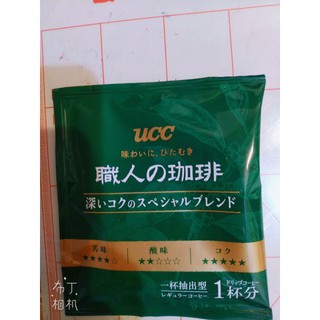 UCC
味わいに、ひたむき
職人の珈琲
深いコクのスペシャルブレンド
苦味 酸味 コク
★★★★☆ ★★☆☆☆ ★★★★★
一杯抽出型 ドリップコーヒー
レギュラーコーヒー 1杯分
布丁
相机